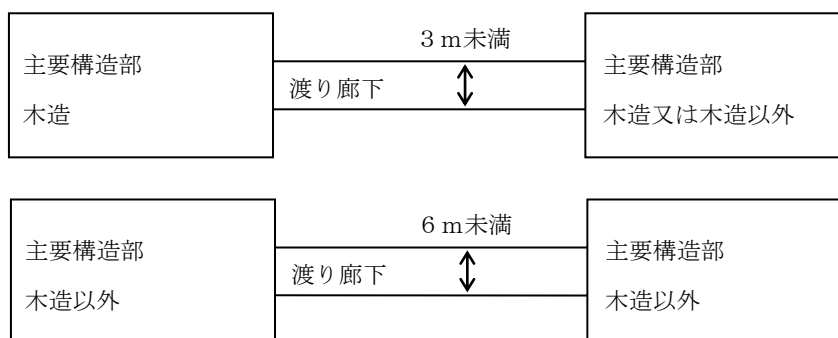 ３ｍ未満
主要構造部
木造
渡り廊下
主要構造部
木造又は木造以外
６ｍ未満
主要構造部
木造以外
渡り廊下
主要構造部
木造以外